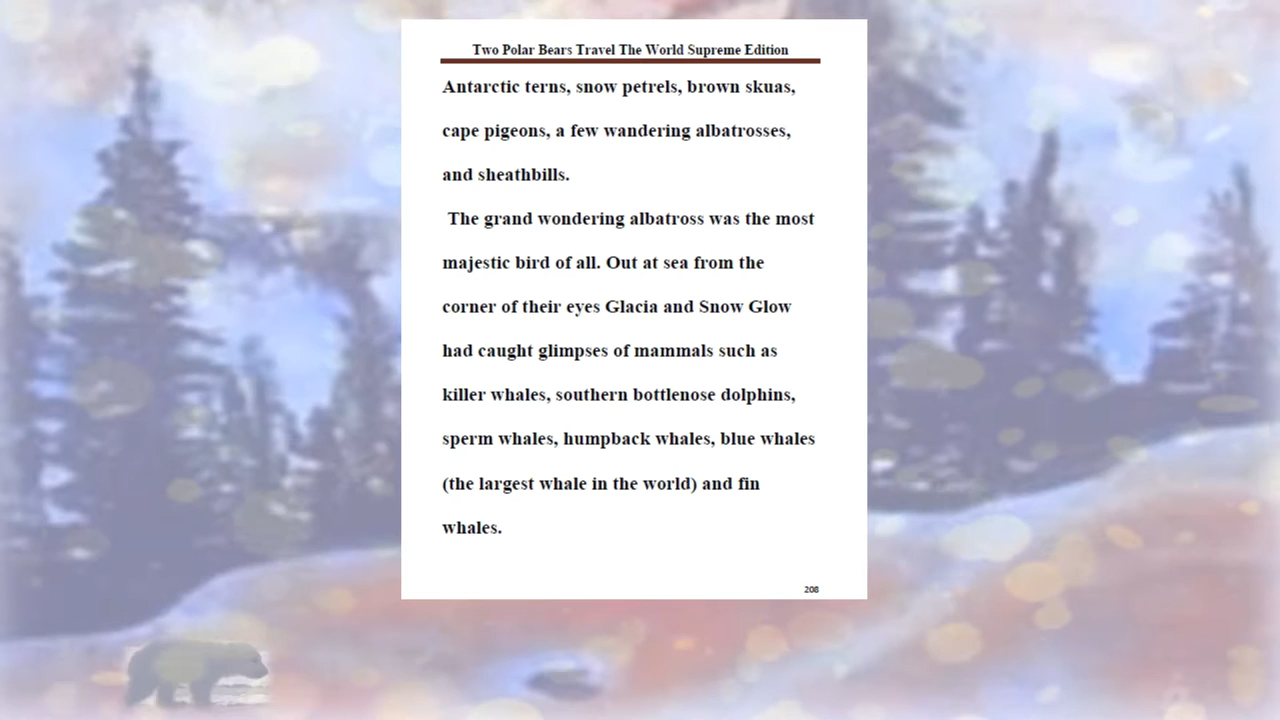 Two Polar Bears Travel The World Supreme Edition
Antarctic terns, snow petrels, brown skuas,
cape pigeons, a few wandering albatrosses,
and sheathbills.
The grand wondering albatross was the most
majestic bird of all. Out at sea from the
corner of their eyes Glacia and Snow Glow
had caught glimpses of mammals such as
killer whales, southern bottlenose dolphins,
sperm whales, humpback whales, blue whales
(the largest whale in the world) and fin
whales.
208